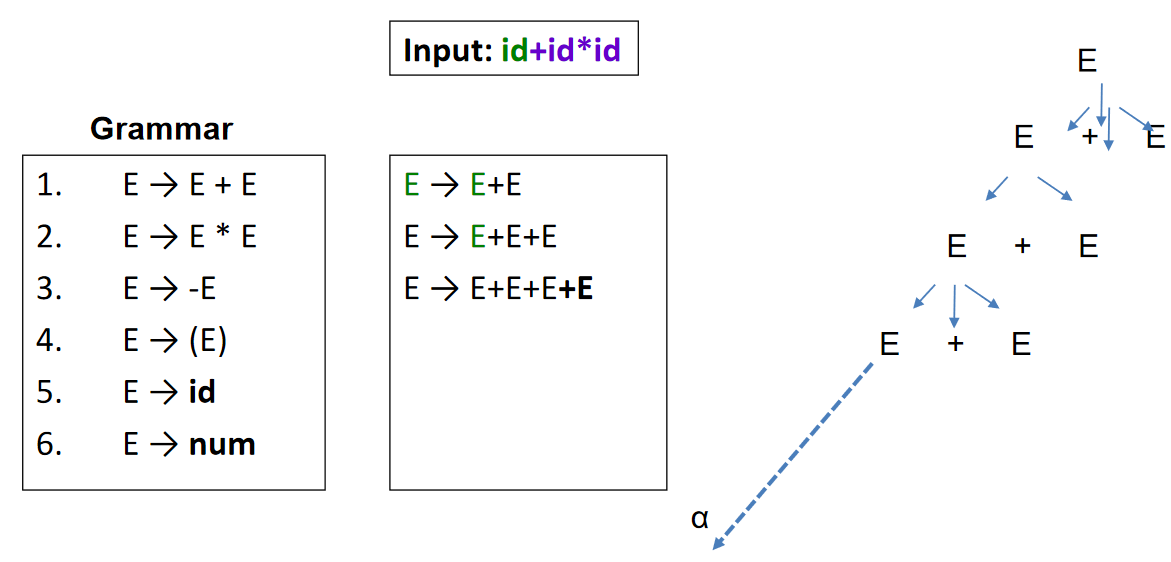 Input: id+id*id
Grammar
1. E → E + E
2. E → E * E
3. E → -E
4. E → (E)
5. E → id
6. E → num
E → E+E
E → E+E+E
E → E+E+E+E
E
E + E
E + E
E + E
α